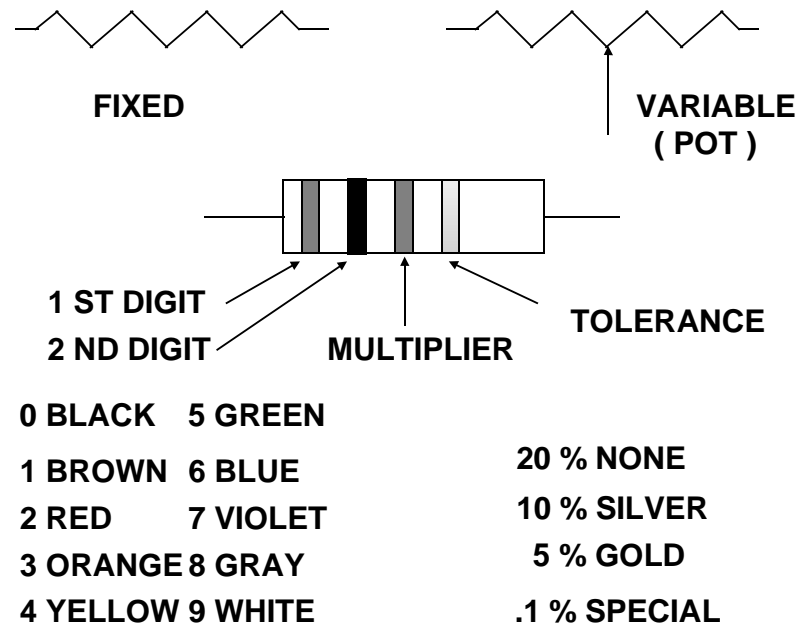 FIXED
VARIABLE
( POT )
1 ST DIGIT
2 ND DIGIT
MULTIPLIER
TOLERANCE
0 BLACK 5 GREEN
1 BROWN 6 BLUE
2 RED 7 VIOLET
3 ORANGE 8 GRAY
4 YELLOW 9 WHITE
20 % NONE
10 % SILVER
5 % GOLD
.1 % SPECIAL